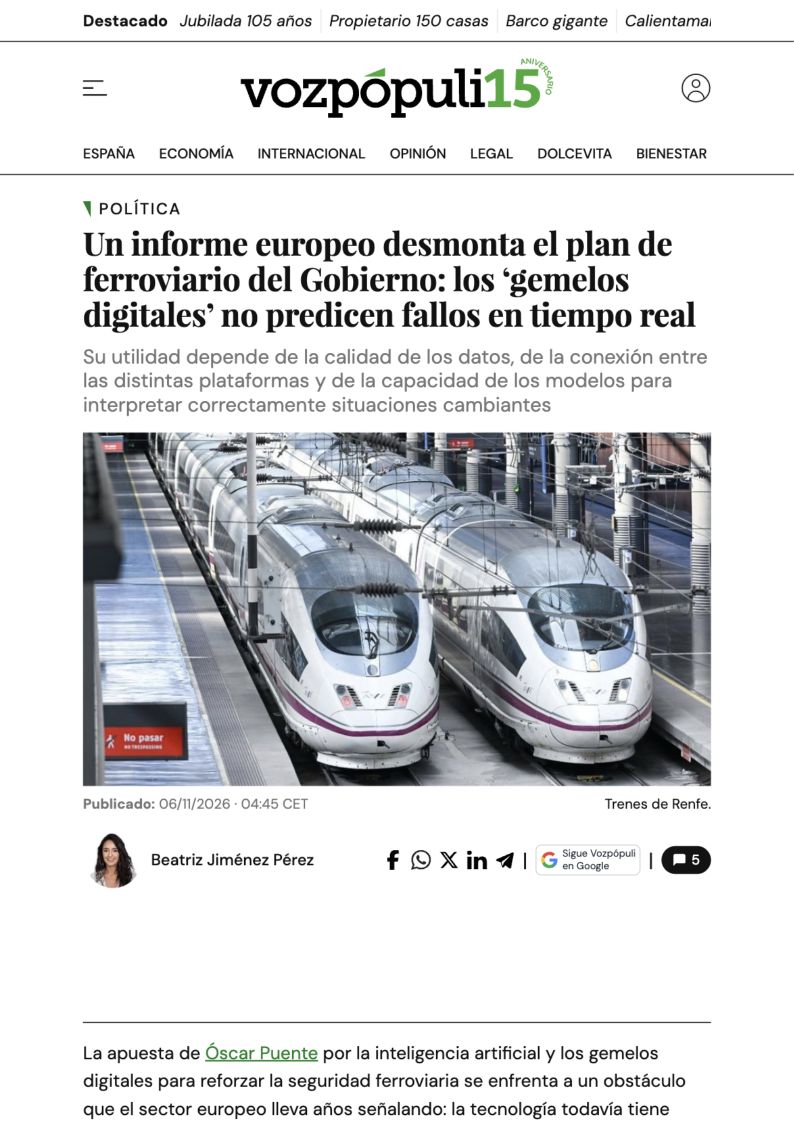 Destacado Jubilada 105 años Propietario 150 casas Barco gigante
vozpópuli 15 ANIVERSARIO
ESPAÑA ECONOMÍA INTERNACIONAL OPINIÓN LEGAL DOLCEVITA BIENESTAR
POLÍTICA
Un informe europeo desmonta el plan de
ferroviario del Gobierno: los ‘gemelos
digitales’ no predicen fallos en tiempo real
Su utilidad depende de la calidad de los datos, de la conexión entre
las distintas plataformas y de la capacidad de los modelos para
interpretar correctamente situaciones cambiantes
No pasar
NO TRESPASSING
Publicado: 06/11/2026 · 04:45 CET
Trenes de Renfe.
Beatriz Jiménez Pérez
Sigue Vozpópuli
en Google
5
La apuesta de Óscar Puente por la inteligencia artificial y los gemelos
digitales para reforzar la seguridad ferroviaria se enfrenta a un obstáculo
que el sector europeo lleva años señalando: la tecnología todavía tiene